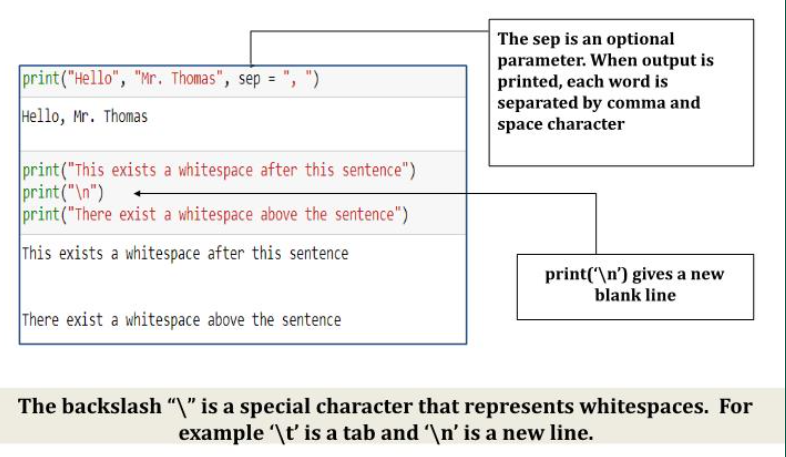 print("Hello", "Mr. Thomas", sep = ", ")
Hello, Mr. Thomas
The sep is an optional
parameter. When output is
printed, each word is
separated by comma and
space character
print("This exists a whitespace after this sentence")
print("\n")
print("There exist a whitespace above the sentence")
This exists a whitespace after this sentence
There exist a whitespace above the sentence
print(‘\n’) gives a new
blank line
The backslash “\” is a special character that represents whitespaces.  For
example ‘\t’ is a tab and ‘\n’ is a new line.